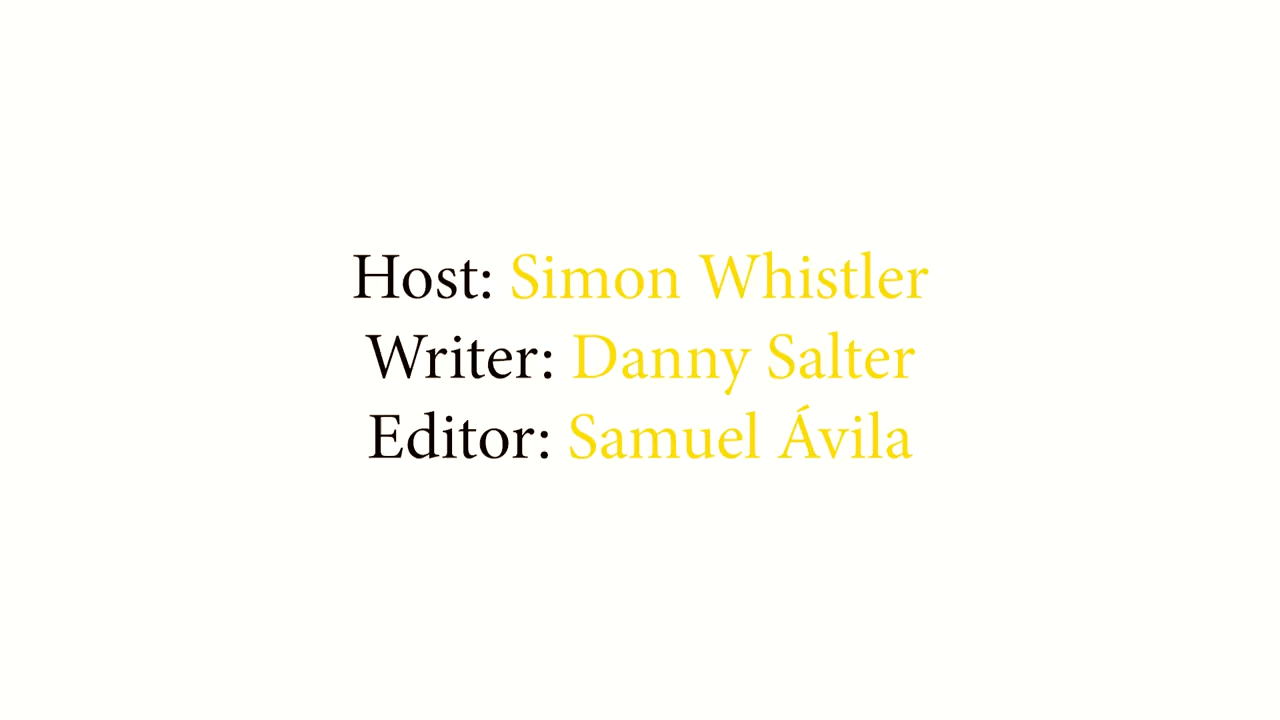 Host: Simon Whistler
Writer: Danny Salter
Editor: Samuel Ávila